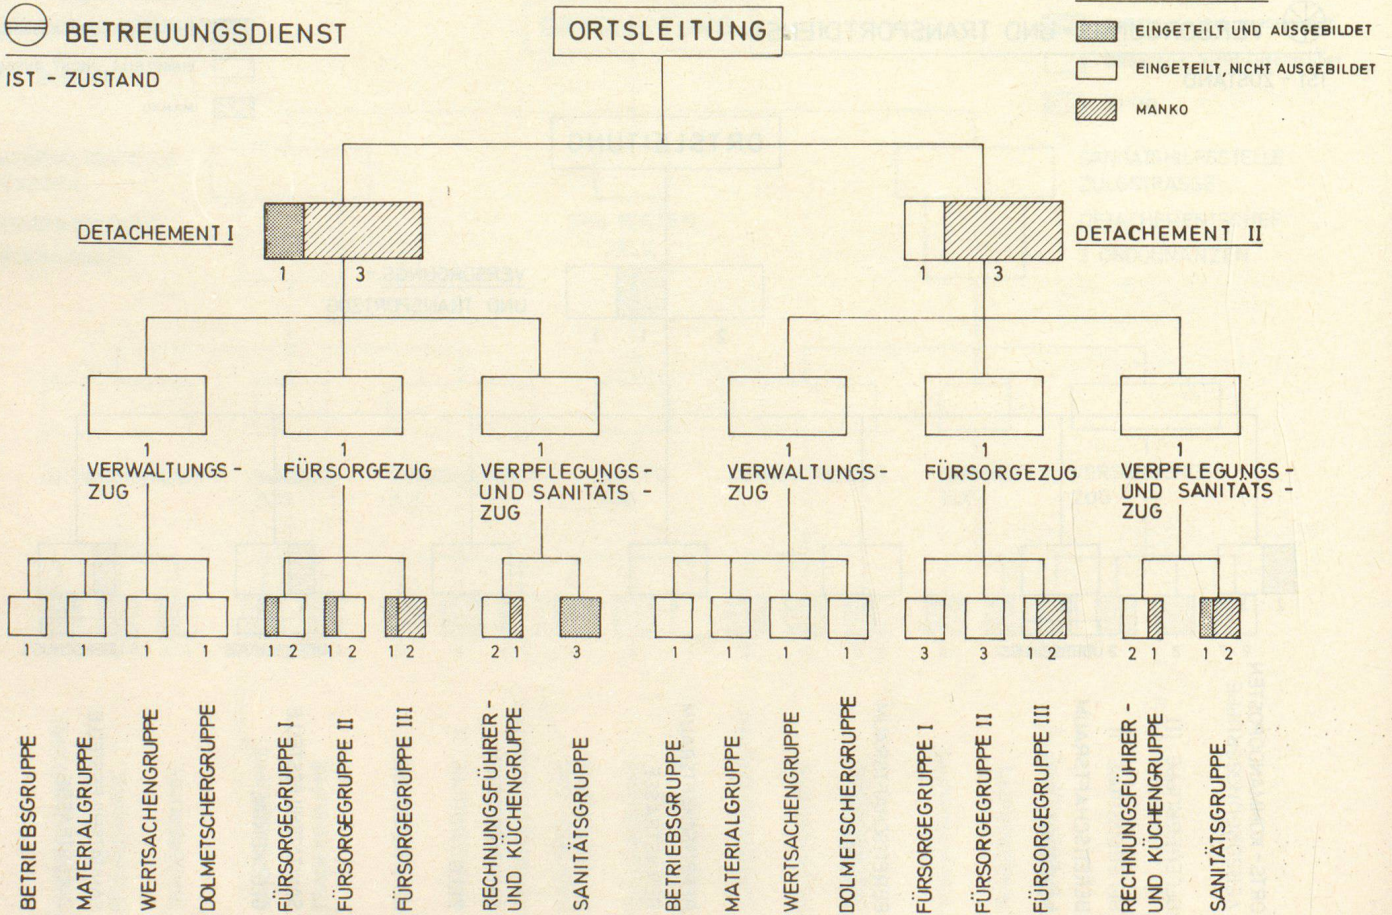 BETREUUNGSDIENST
IST - ZUSTAND
ORTSLEITUNG
EINGETEILT UND AUSGEBILDET
EINGETEILT, NICHT AUSGEBILDET
MANKO
DETACHEMENT I
1 3
DETACHEMENT II
1 3
1
VERWALTUNGS -
ZUG
1
FÜRSORGEZUG
1
VERPFLEGUNGS -
UND SANITÄTS -
ZUG
1
VERWALTUNGS -
ZUG
1
FÜRSORGEZUG
1
VERPFLEGUNGS -
UND SANITÄTS -
ZUG
1 1 1 1 2 1 2 1 2 2 1 3 1 1 1 1 3 3 1 2 2 1 1 2
BETRIEBSGRUPPE
MATERIALGRUPPE
WERTSACHENGRUPPE
DOLMETSCHERGRUPPE
FÜRSORGEGRUPPE I
FÜRSORGEGRUPPE II
FÜRSORGEGRUPPE III
RECHNUNGSFÜHRER -
UND KÜCHENGRUPPE
SANITÄTSGRUPPE
BETRIEBSGRUPPE
MATERIALGRUPPE
WERTSACHENGRUPPE
DOLMETSCHERGRUPPE
FÜRSORGEGRUPPE I
FÜRSORGEGRUPPE II
FÜRSORGEGRUPPE III
RECHNUNGSFÜHRER -
UND KÜCHENGRUPPE
SANITÄTSGRUPPE